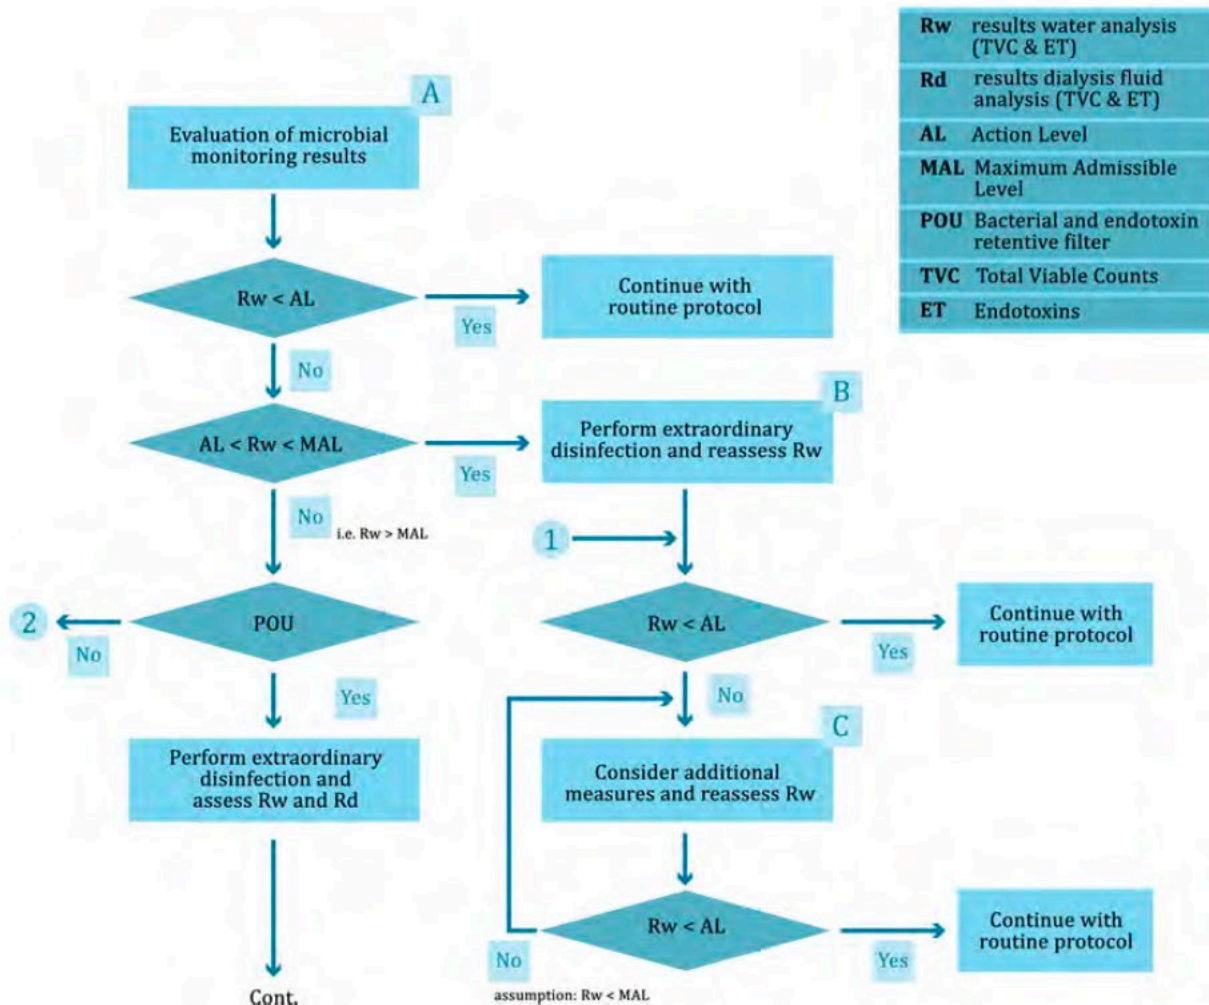 A
Evaluation of microbial
monitoring results
Rw < AL
Yes
Continue with
routine protocol
No
AL < Rw < MAL
Yes
B
Perform extraordinary
disinfection and reassess Rw
No
i.e. Rw > MAL
1
POU
No
2
Yes
Perform extraordinary
disinfection and
assess Rw and Rd
Cont.
Rw < AL
Yes
Continue with
routine protocol
No
C
Consider additional
measures and reassess Rw
Rw < AL
Yes
Continue with
routine protocol
No
assumption: Rw < MAL
Rw results water analysis
(TVC & ET)
Rd results dialysis fluid
analysis (TVC & ET)
AL Action Level
MAL Maximum Admissible
Level
POU Bacterial and endotoxin
retentive filter
TVC Total Viable Counts
ET Endotoxins